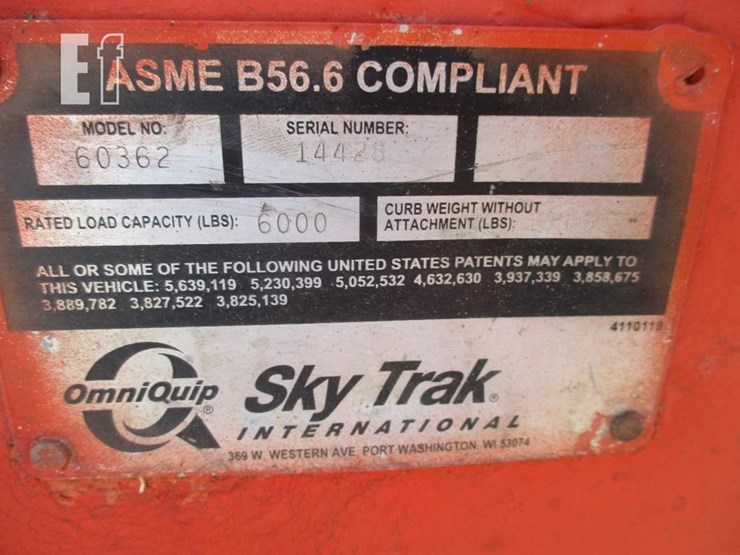 Ef
ASME B56.6 COMPLIANT
MODEL NO: SERIAL NUMBER:
60362 14428
RATED LOAD CAPACITY (LBS): 6000 CURB WEIGHT WITHOUT
ATTACHMENT (LBS):
ALL OR SOME OF THE FOLLOWING UNITED STATES PATENTS MAY APPLY TO
THIS VEHICLE: 5,639,119 5,230,399 5,052,532 4,632,630 3,937,339 3,858,675
3,889,782 3,827,522 3,825,139
4110118
OmniQuip ® Sky Trak ®
INTERNATIONAL
369 W. WESTERN AVE. PORT WASHINGTON, WI 53074